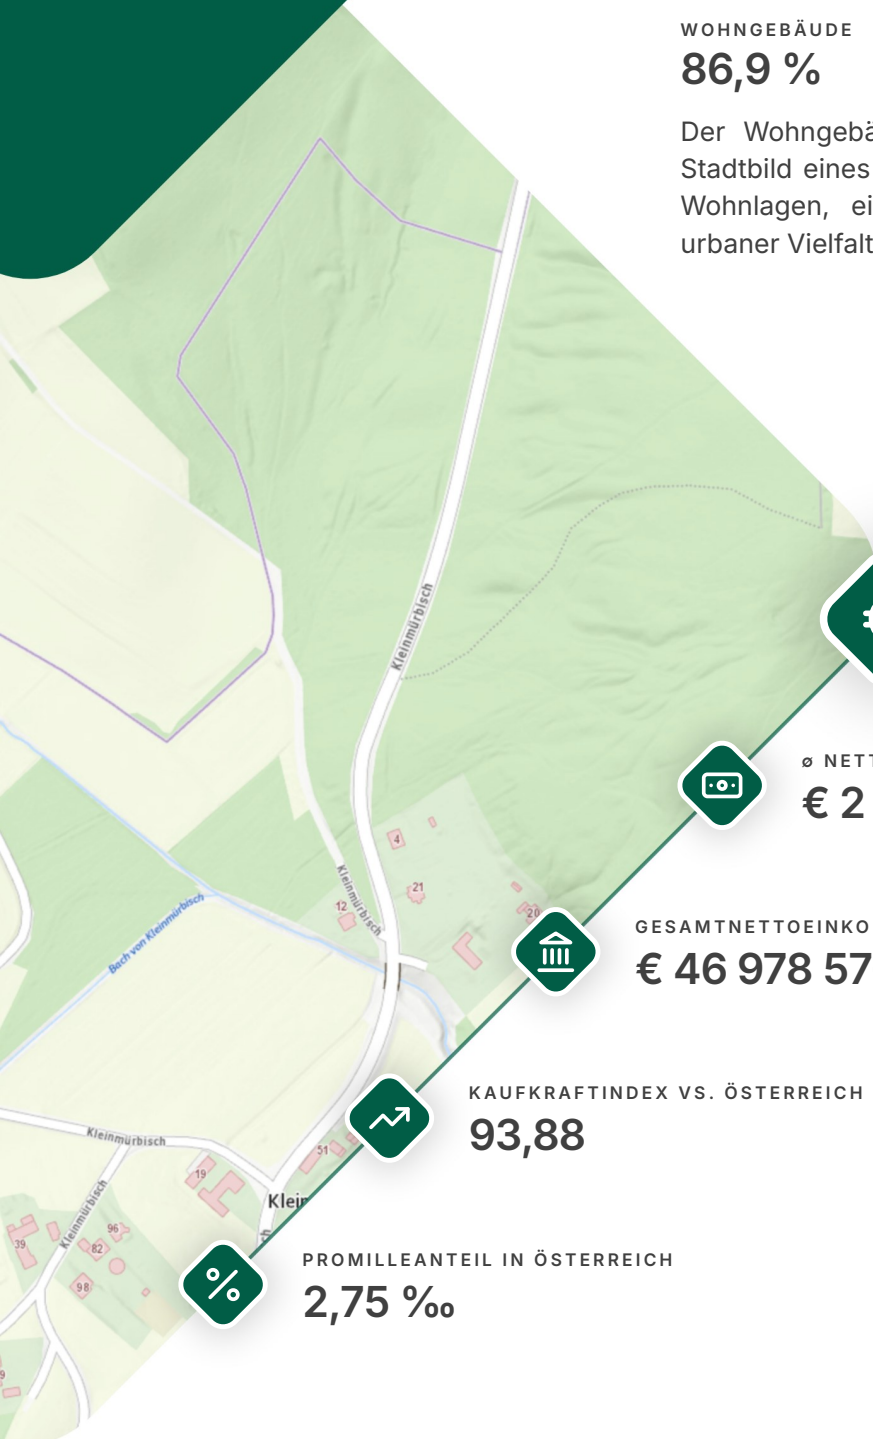 WOHNGEBÄUDE
86,9 %
Der Wohngebä
Stadtbild eines
Wohnlagen, ei
urbaner Vielfalt
Kleinmürbisch
ø NETT
€ 2
4
21
12
Kleinmürbisch
20
Bach von Kleinmürbisch
GESAMTNETTOEINKO
€ 46 978 57
KAUFKRAFTINDEX VS. ÖSTERREICH
93,88
Kleinmürbisch
51
19
Klein
Kleinmürbisch
96
39
82
ch
98
PROMILLEANTEIL IN ÖSTERREICH
2,75 ‰
9